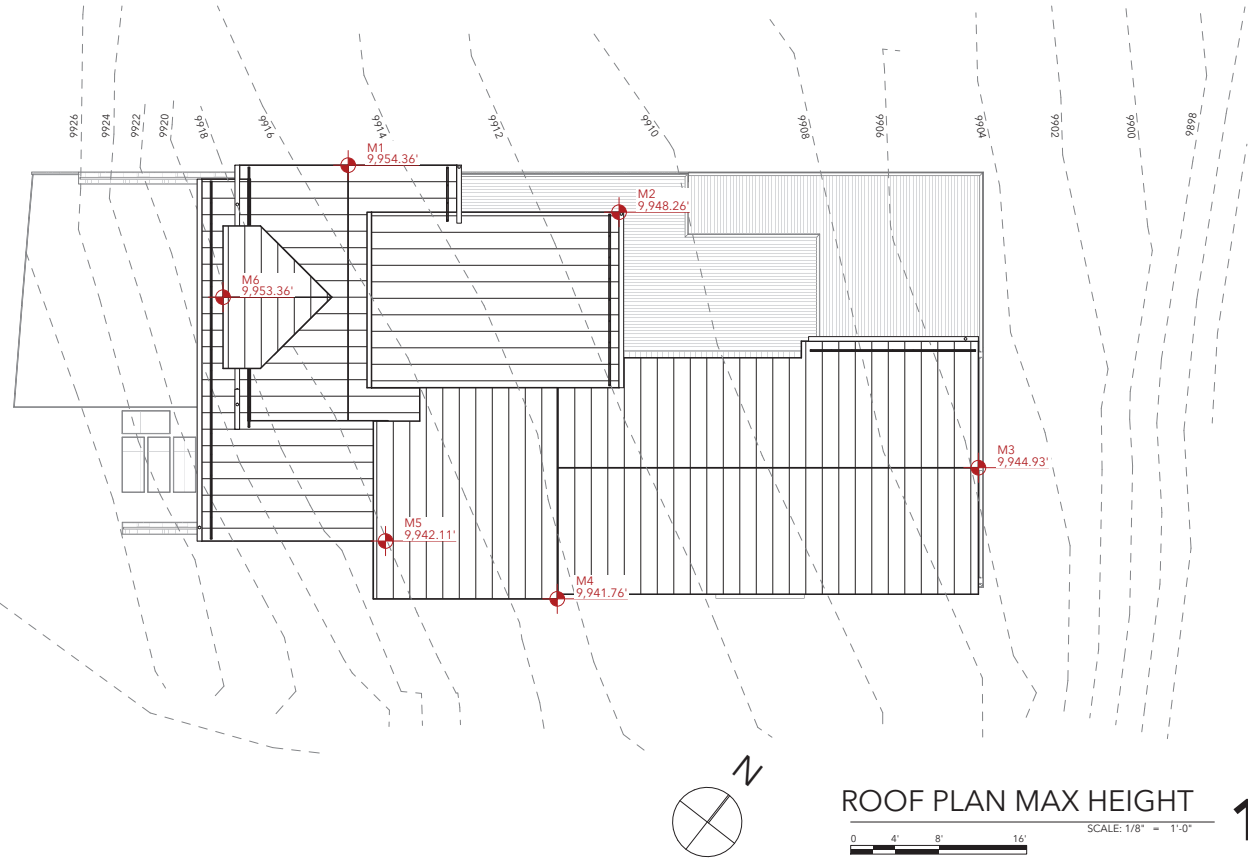 9926
9924
9922
9920
9918
9916
9914
9912
9910
9908
9906
9904
9902
9900
9898
M1
9,954.36'
M2
9,948.26'
M6
9,953.36'
M3
9,944.93'
M5
9,942.11'
M4
9,941.76'
N
ROOF PLAN MAX HEIGHT
SCALE: 1/8" = 1'-0"
0 4' 8' 16'
1